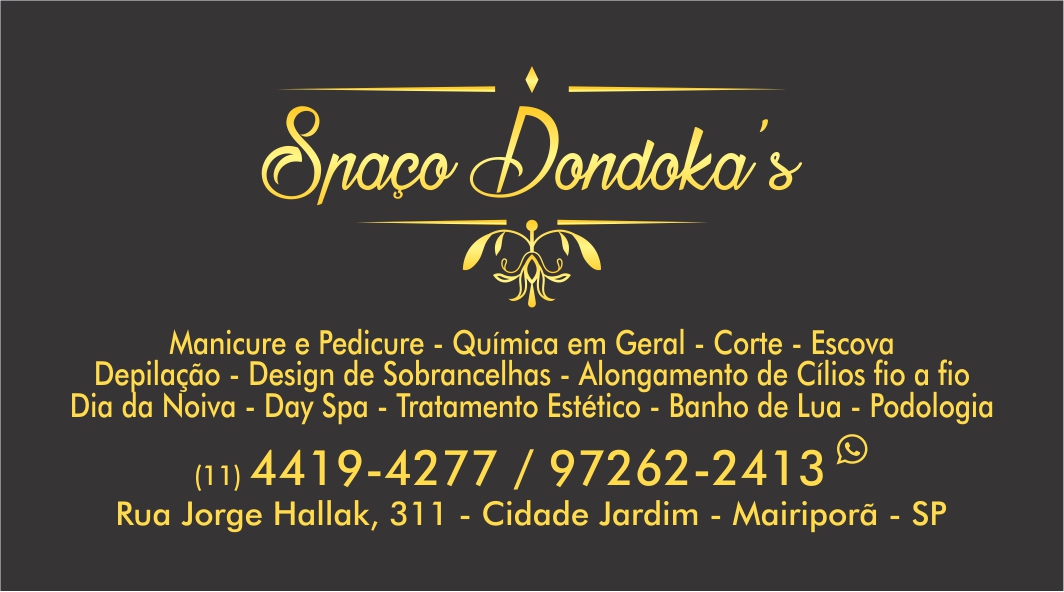 Spaço Dondoka's
Manicure e Pedicure - Química em Geral - Corte - Escova
Depilação - Design de Sobrancelhas - Alongamento de Cílios fio a fio
Dia da Noiva - Day Spa - Tratamento Estético - Banho de Lua - Podologia
(11) 4419-4277 / 97262-2413
Rua Jorge Hallak, 311 - Cidade Jardim - Mairiporã - SP